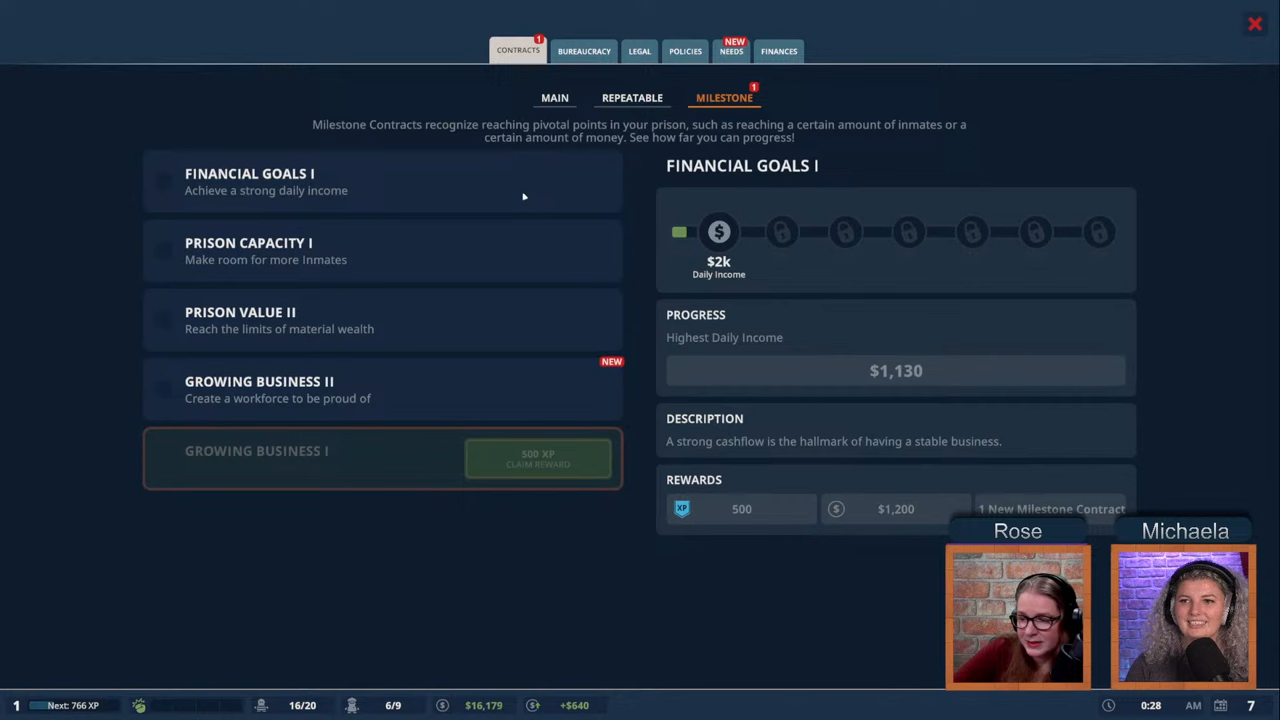 1
CONTRACTS
BUREAUCRACY
LEGAL
POLICIES
NEW
NEEDS
FINANCES
MAIN
REPEATABLE
MILESTONE
1
Milestone Contracts recognize reaching pivotal points in your prison, such as reaching a certain amount of inmates or a
certain amount of money. See how far you can progress!
FINANCIAL GOALS I
Achieve a strong daily income
PRISON CAPACITY I
Make room for more Inmates
PRISON VALUE II
Reach the limits of material wealth
NEW
GROWING BUSINESS II
Create a workforce to be proud of
GROWING BUSINESS I
500 XP
CLAIM REWARD
FINANCIAL GOALS I
$
$2k
Daily Income
PROGRESS
Highest Daily Income
$1,130
DESCRIPTION
A strong cashflow is the hallmark of having a stable business.
REWARDS
XP
500
$
$1,200
1 New Milestone Contract
Rose
Michaela
1
Next: 766 XP
16/20
6/9
$
$16,179
$
+$640
0:28
AM
7